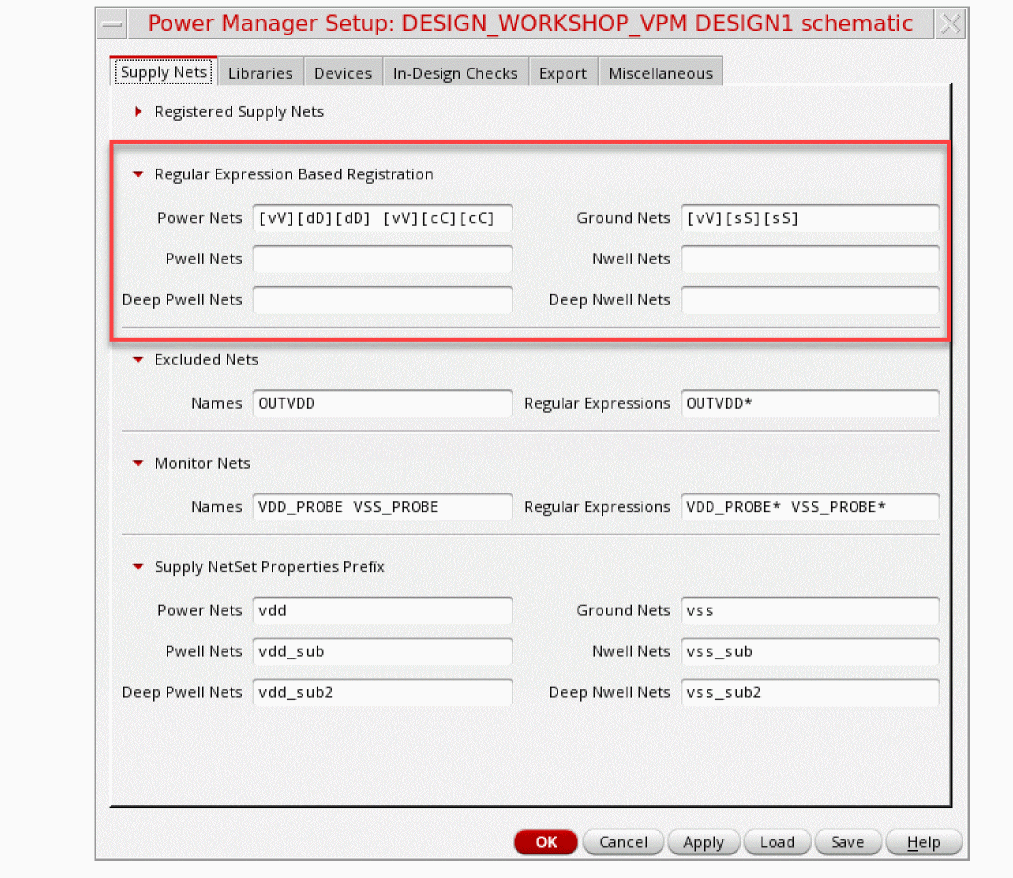 Power Manager Setup: DESIGN_WORKSHOP_VPM DESIGN1 schematic
Supply Nets Libraries Devices In-Design Checks Export Miscellaneous
Registered Supply Nets
Regular Expression Based Registration
Power Nets [vV][dD][dD] [vV][cC][cC] Ground Nets [vV][sS][sS]
Pwell Nets Nwell Nets
Deep Pwell Nets Deep Nwell Nets
Excluded Nets
Names OUTVDD Regular Expressions OUTVDD*
Monitor Nets
Names VDD_PROBE VSS_PROBE Regular Expressions VDD_PROBE* VSS_PROBE*
Supply NetSet Properties Prefix
Power Nets vdd Ground Nets vss
Pwell Nets vdd_sub Nwell Nets vss_sub
Deep Pwell Nets vdd_sub2 Deep Nwell Nets vss_sub2
OK Cancel Apply Load Save Help